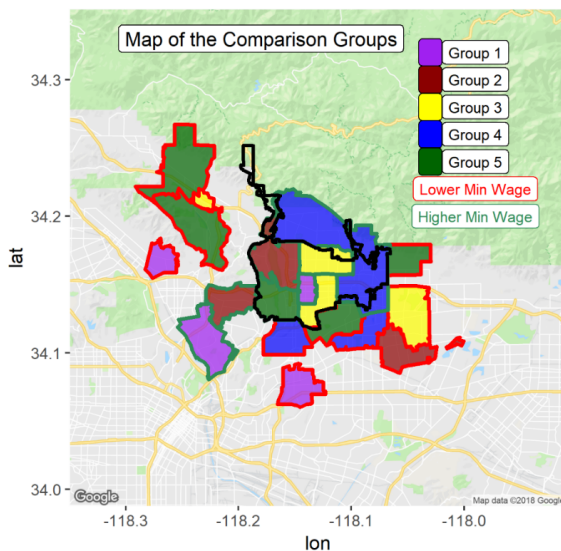 Map of the Comparison Groups
Group 1
Group 2
Group 3
Group 4
Group 5
Lower Min Wage
Higher Min Wage
lat
34.3
34.2
34.1
34.0
Google
Map data ©2018 Google
-118.3
-118.2
-118.1
-118.0
lon